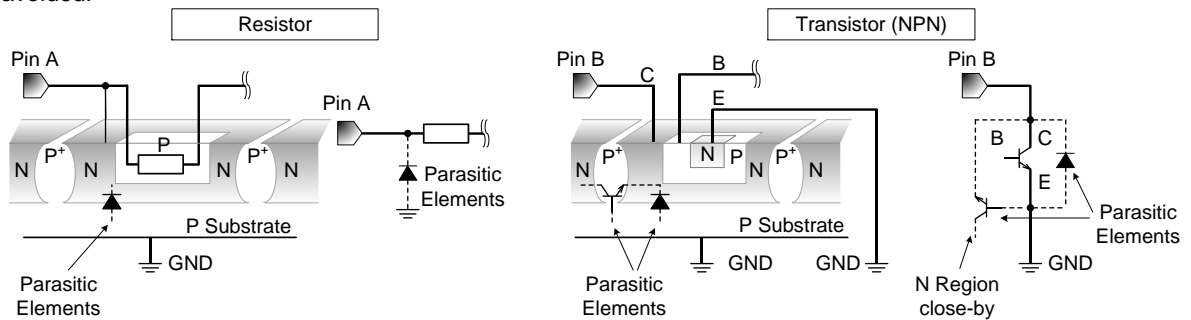 Resistor
Pin A
N
P⁺
N
P
N
P⁺
N
P Substrate
GND
Parasitic
Elements
Pin A
Parasitic
Elements
Transistor (NPN)
Pin B
C
B
E
N
P⁺
N
N
P
N
P⁺
N
P Substrate
GND
GND
Parasitic
Elements
Pin B
B
C
E
Parasitic
Elements
GND
N Region
close-by